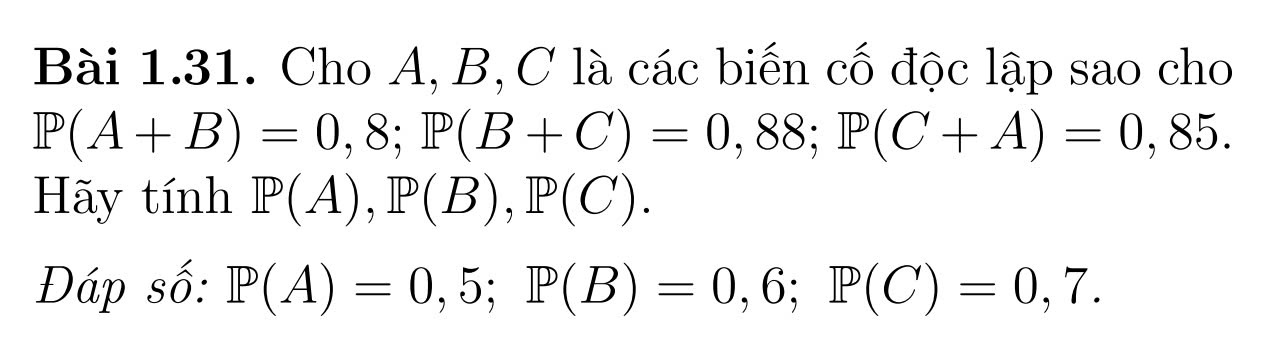 Bài 1.31. Cho A, B, C là các biến cố độc lập sao cho
ℙ(A + B) = 0, 8; ℙ(B + C) = 0, 88; ℙ(C + A) = 0, 85.
Hãy tính ℙ(A), ℙ(B), ℙ(C).
Đáp số: ℙ(A) = 0, 5; ℙ(B) = 0, 6; ℙ(C) = 0, 7.